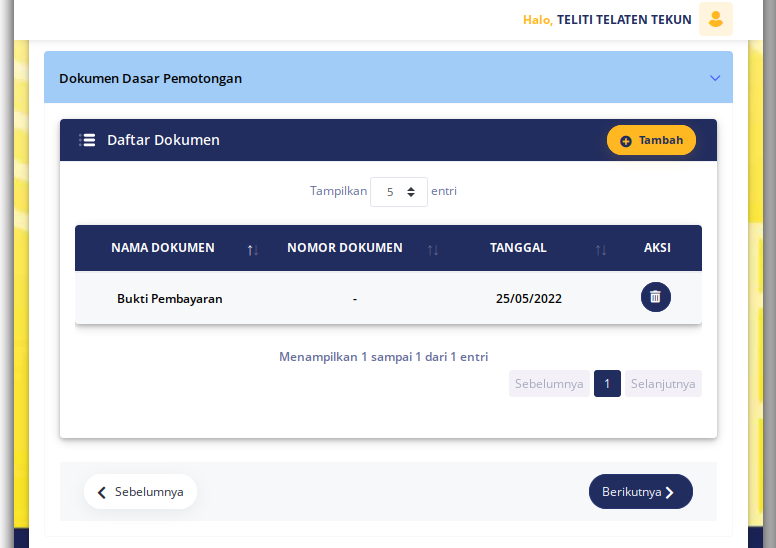 Halo, TELITI TELATEN TEKUN
Dokumen Dasar Pemotongan
Daftar Dokumen
Tambah
Tampilkan 5 entri
NAMA DOKUMEN NOMOR DOKUMEN TANGGAL AKSI
Bukti Pembayaran - 25/05/2022
Menampilkan 1 sampai 1 dari 1 entri
Sebelumnya 1 Selanjutnya
Sebelumnya Berikutnya